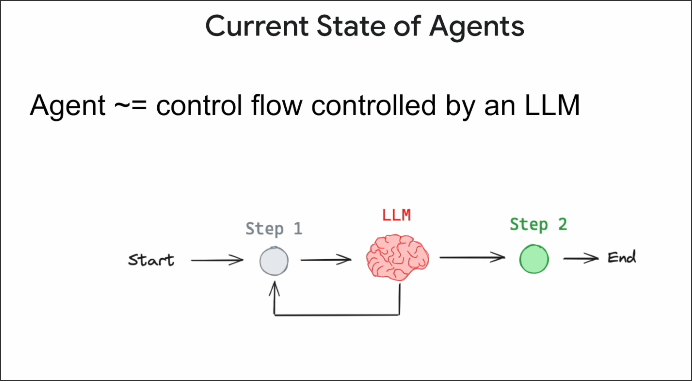 Current State of Agents
Agent ~= control flow controlled by an LLM
LLM
Step 1
Step 2
Start
End